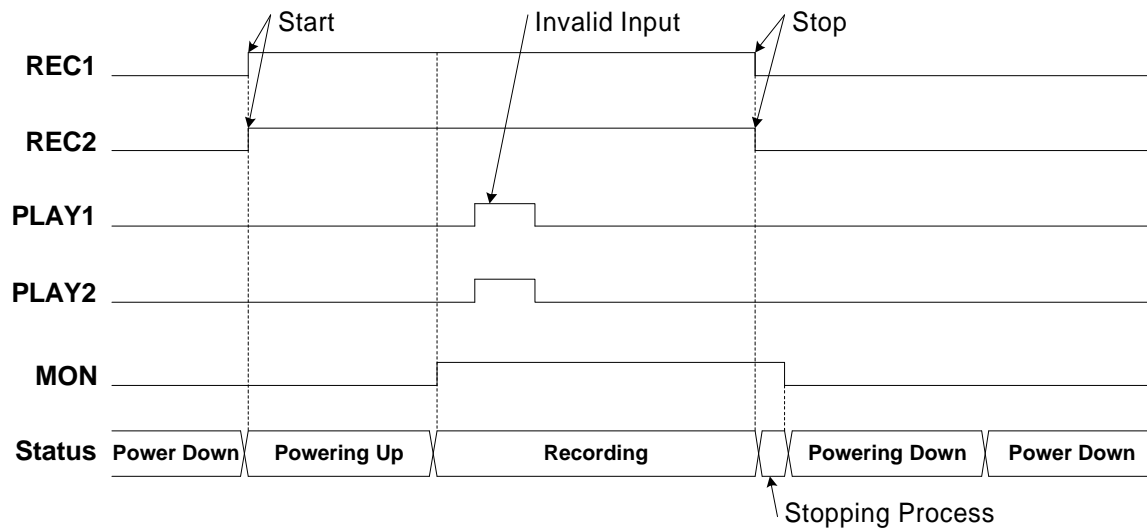 Start Invalid Input Stop
REC1
REC2
PLAY1
PLAY2
MON
Status Power Down Powering Up Recording Powering Down Power Down
Stopping Process